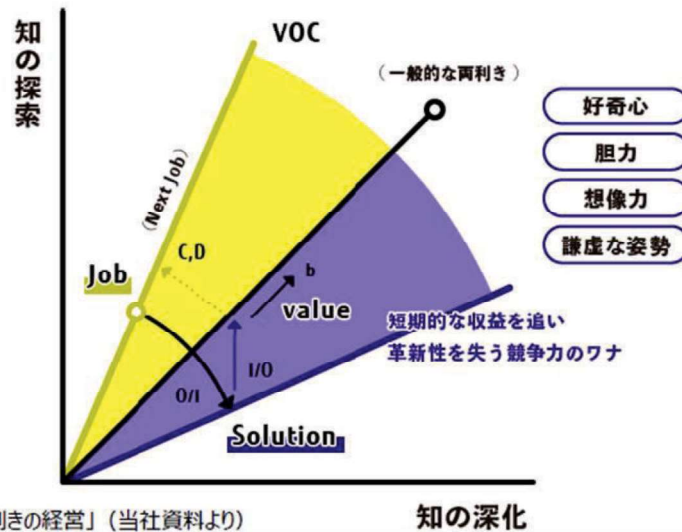 知の探索
VOC
（一般的な両利き）
好奇心
胆力
想像力
謙虚な姿勢
（Next Job）
C,D
Job
b
value
短期的な収益を追い
革新性を失う競争力のワナ
I/O
O/I
Solution
きの経営」（当社資料より）
知の深化